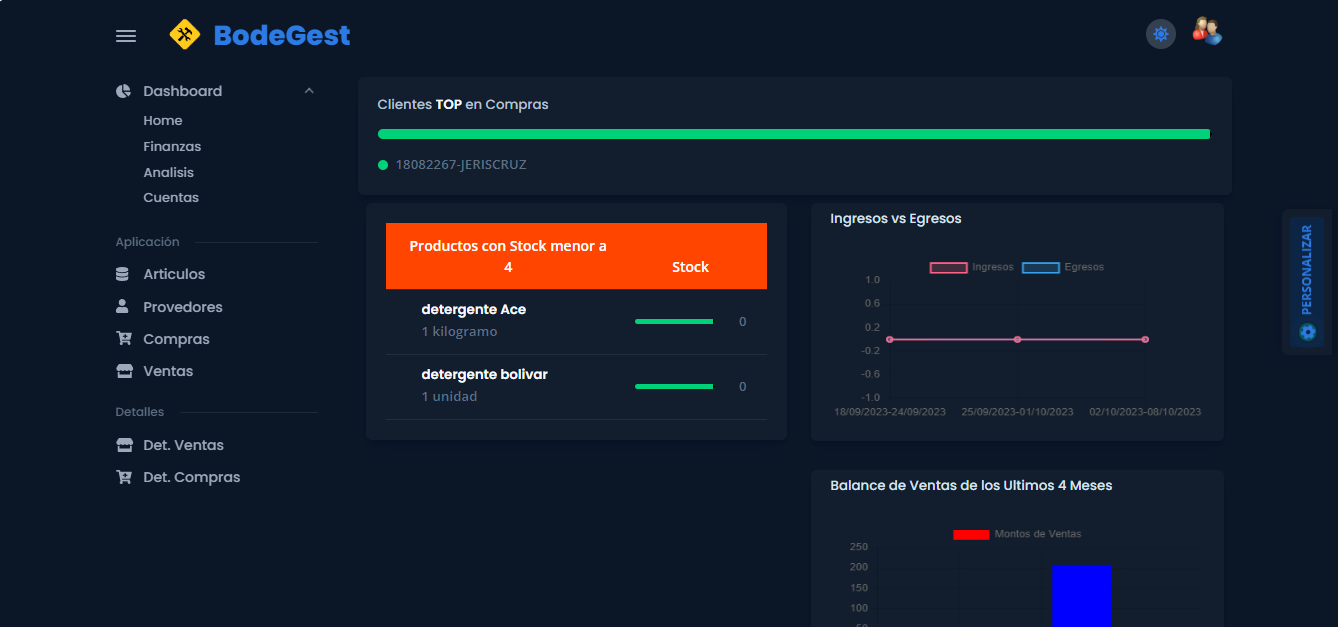 BodeGest
Dashboard
Home
Finanzas
Analisis
Cuentas
Aplicación
Articulos
Provedores
Compras
Ventas
Detalles
Det. Ventas
Det. Compras
Clientes TOP en Compras
18082267-JERISCRUZ
Productos con Stock menor a
4
Stock
detergente Ace
1 kilogramo
0
detergente bolivar
1 unidad
0
Ingresos vs Egresos
Ingresos Egresos
1.0
0.6
0.2
-0.2
-0.6
-1.0
18/09/2023-24/09/2023 25/09/2023-01/10/2023 02/10/2023-08/10/2023
Balance de Ventas de los Ultimos 4 Meses
Montos de Ventas
250
200
150
100
50
PERSONALIZAR